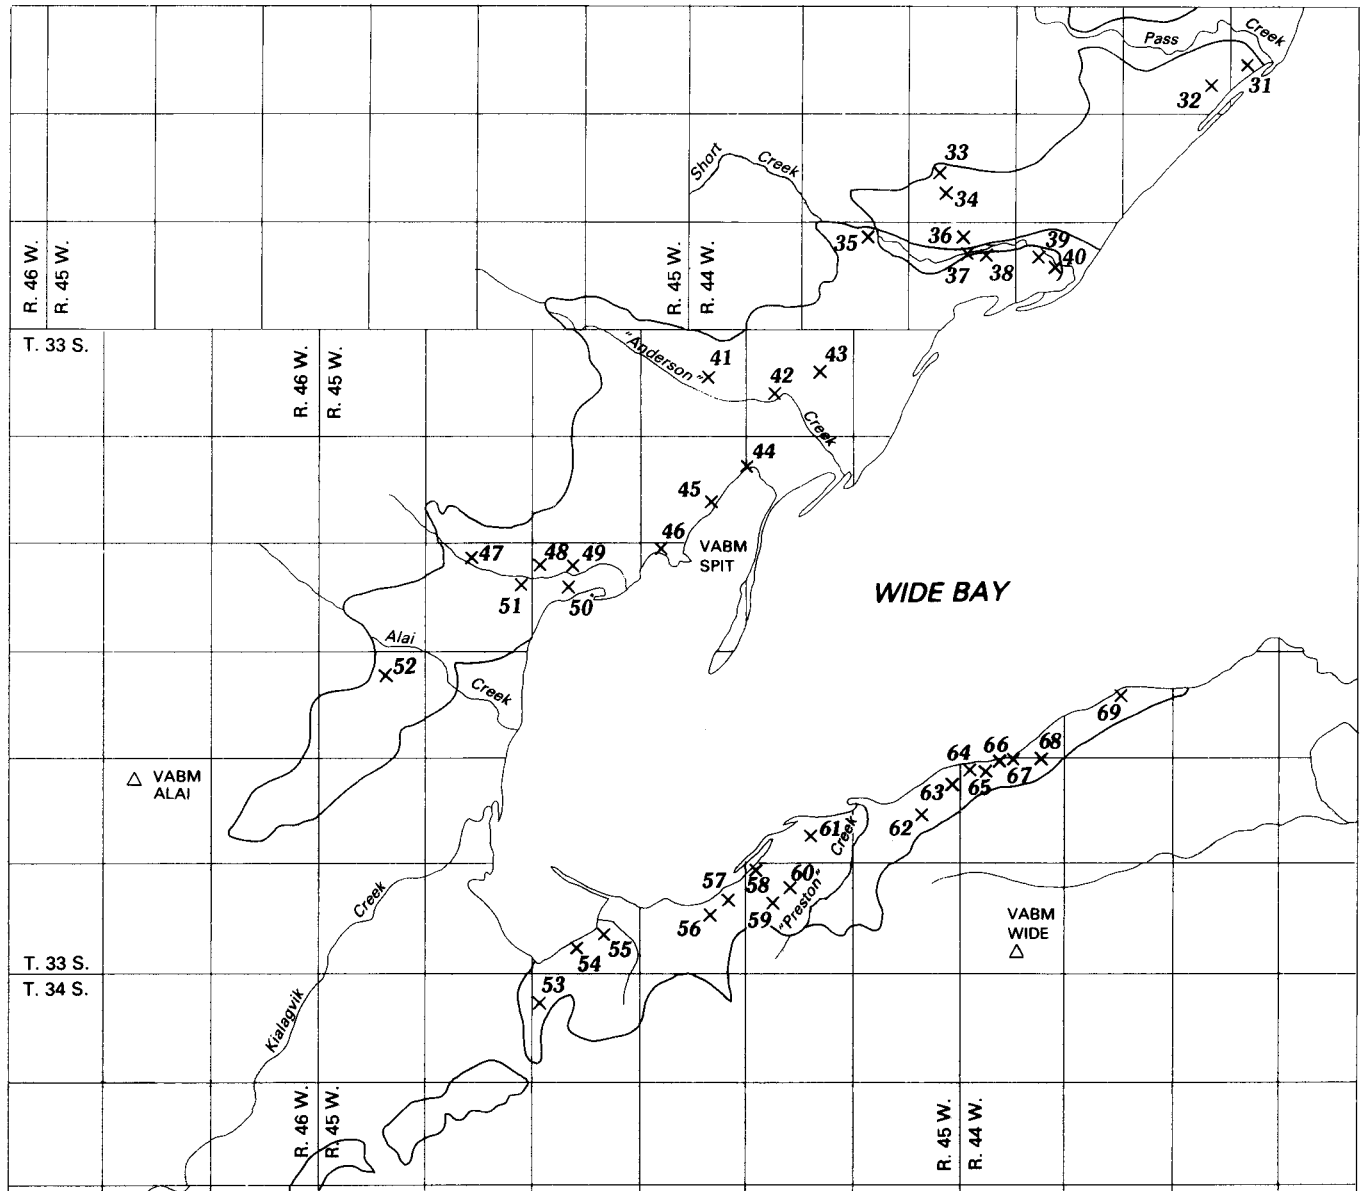 Pass Creek
31
32
33
Short Creek
34
35
36
39
40
37
38
R. 46 W.
R. 45 W.
R. 45 W.
R. 44 W.
T. 33 S.
R. 46 W.
R. 45 W.
"Anderson" Creek
41
42
43
44
45
46
VABM
SPIT
47
48
49
50
51
WIDE BAY
Alai Creek
52
69
VABM
ALAI
64
66
68
63
65
67
62
61
"Preston" Creek
57
58
60
56
59
Kialagvik Creek
VABM
WIDE
55
54
53
T. 33 S.
T. 34 S.
R. 46 W.
R. 45 W.
R. 45 W.
R. 44 W.